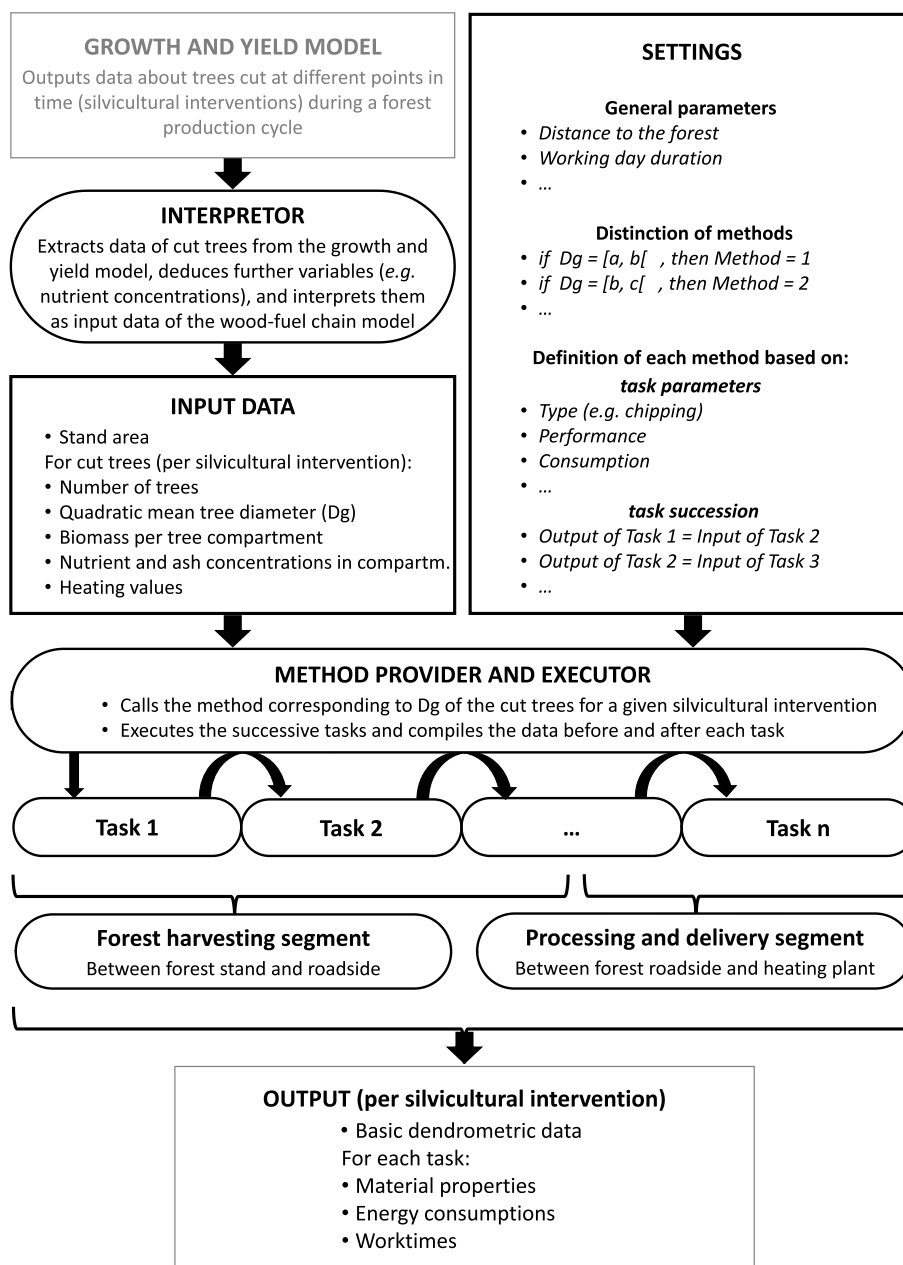 GROWTH AND YIELD MODEL
Outputs data about trees cut at different points in
time (silvicultural interventions) during a forest
production cycle
INTERPRETOR
Extracts data of cut trees from the growth and
yield model, deduces further variables (e.g.
nutrient concentrations), and interprets them
as input data of the wood-fuel chain model
INPUT DATA
• Stand area
For cut trees (per silvicultural intervention):
• Number of trees
• Quadratic mean tree diameter (Dg)
• Biomass per tree compartment
• Nutrient and ash concentrations in compartm.
• Heating values
SETTINGS
General parameters
• Distance to the forest
• Working day duration
• ...
Distinction of methods
• if Dg = [a, b[ , then Method = 1
• if Dg = [b, c[ , then Method = 2
• ...
Definition of each method based on:
task parameters
• Type (e.g. chipping)
• Performance
• Consumption
• ...
task succession
• Output of Task 1 = Input of Task 2
• Output of Task 2 = Input of Task 3
• ...
METHOD PROVIDER AND EXECUTOR
• Calls the method corresponding to Dg of the cut trees for a given silvicultural intervention
• Executes the successive tasks and compiles the data before and after each task
Task 1
Task 2
...
Task n
Forest harvesting segment
Between forest stand and roadside
Processing and delivery segment
Between forest roadside and heating plant
OUTPUT (per silvicultural intervention)
• Basic dendrometric data
For each task:
• Material properties
• Energy consumptions
• Worktimes